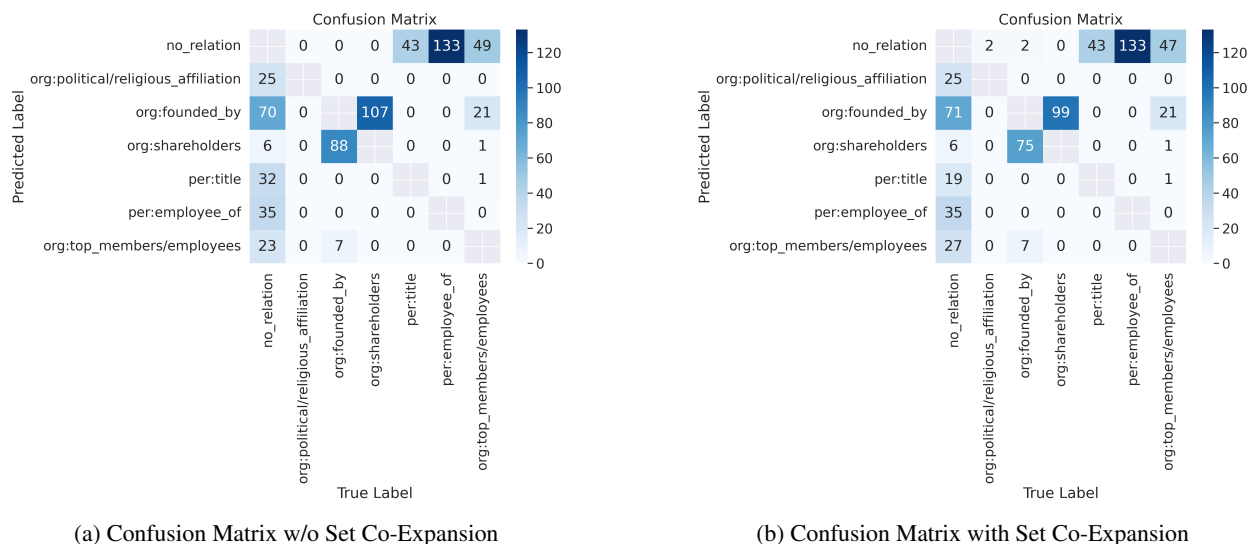 Confusion Matrix
Predicted Label
no_relation 0 0 0 43 133 49
org:political/religious_affiliation 25 0 0 0 0 0
org:founded_by 70 0 107 0 0 21
org:shareholders 6 0 88 0 0 1
per:title 32 0 0 0 0 1
per:employee_of 35 0 0 0 0 0
org:top_members/employees 23 0 7 0 0 0
120
100
80
60
40
20
0
no_relation
org:political/religious_affiliation
org:founded_by
org:shareholders
per:title
per:employee_of
org:top_members/employees
True Label
(a) Confusion Matrix w/o Set Co-Expansion
Confusion Matrix
Predicted Label
no_relation 2 2 0 43 133 47
org:political/religious_affiliation 25 0 0 0 0 0
org:founded_by 71 0 99 0 0 21
org:shareholders 6 0 75 0 0 1
per:title 19 0 0 0 0 1
per:employee_of 35 0 0 0 0 0
org:top_members/employees 27 0 7 0 0 0
120
100
80
60
40
20
0
no_relation
org:political/religious_affiliation
org:founded_by
org:shareholders
per:title
per:employee_of
org:top_members/employees
True Label
(b) Confusion Matrix with Set Co-Expansion